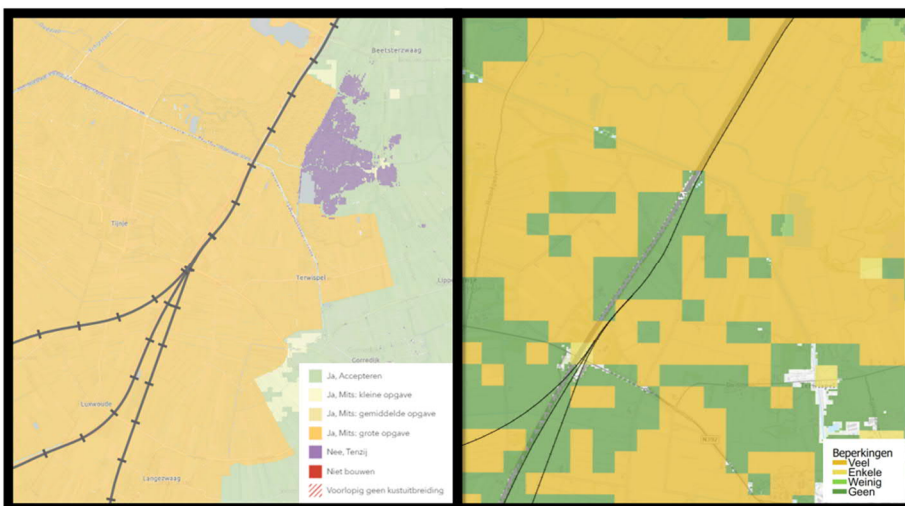 Beetsterzwaag
Tijnje
Terwispel
Gorredijk
Luinwoude
Langezwaag
Ja, Accepteren
Ja, Mits: kleine opgave
Ja, Mits: gemiddelde opgave
Ja, Mits: grote opgave
Nee, Tenzij
Niet bouwen
Voorlopig geen kustuitbreiding
Beperkingen
Veel
Enkele
Weinig
Geen